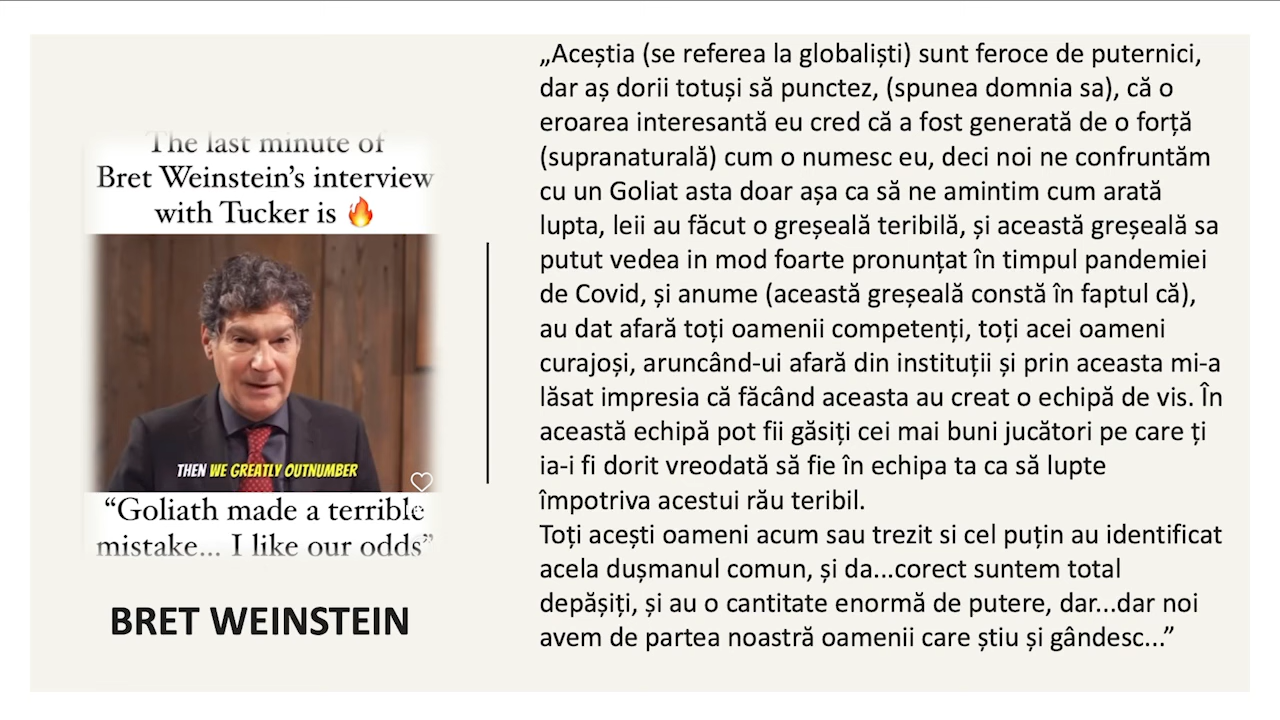 The last minute of
Bret Weinstein's interview
with Tucker is 🔥
THEN WE GREATLY OUTNUMBER
“Goliath made a terrible
mistake... I like our odds”
BRET WEINSTEIN
„Aceștia (se referea la globaliști) sunt feroce de puternici,
dar aș dorii totuși să punctez, (spunea domnia sa), că o
eroarea interesantă eu cred că a fost generată de o forță
(supranaturală) cum o numesc eu, deci noi ne confruntăm
cu un Goliat asta doar așa ca să ne amintim cum arată
lupta, leii au făcut o greșeală teribilă, și această greșeală sa
putut vedea in mod foarte pronunțat în timpul pandemiei
de Covid, și anume (această greșeală constă în faptul că),
au dat afară toți oamenii competenți, toți acei oameni
curajoși, aruncând-ui afară din instituții și prin aceasta mi-a
lăsat impresia că făcând aceasta au creat o echipă de vis. În
această echipă pot fii găsiți cei mai buni jucători pe care ți
ia-i fi dorit vreodată să fie în echipa ta ca să lupte
împotriva acestui rău teribil.
Toți acești oameni acum sau trezit si cel puțin au identificat
acela dușmanul comun, și da...corect suntem total
depășiți, și au o cantitate enormă de putere, dar...dar noi
avem de partea noastră oamenii care știu și gândesc...”